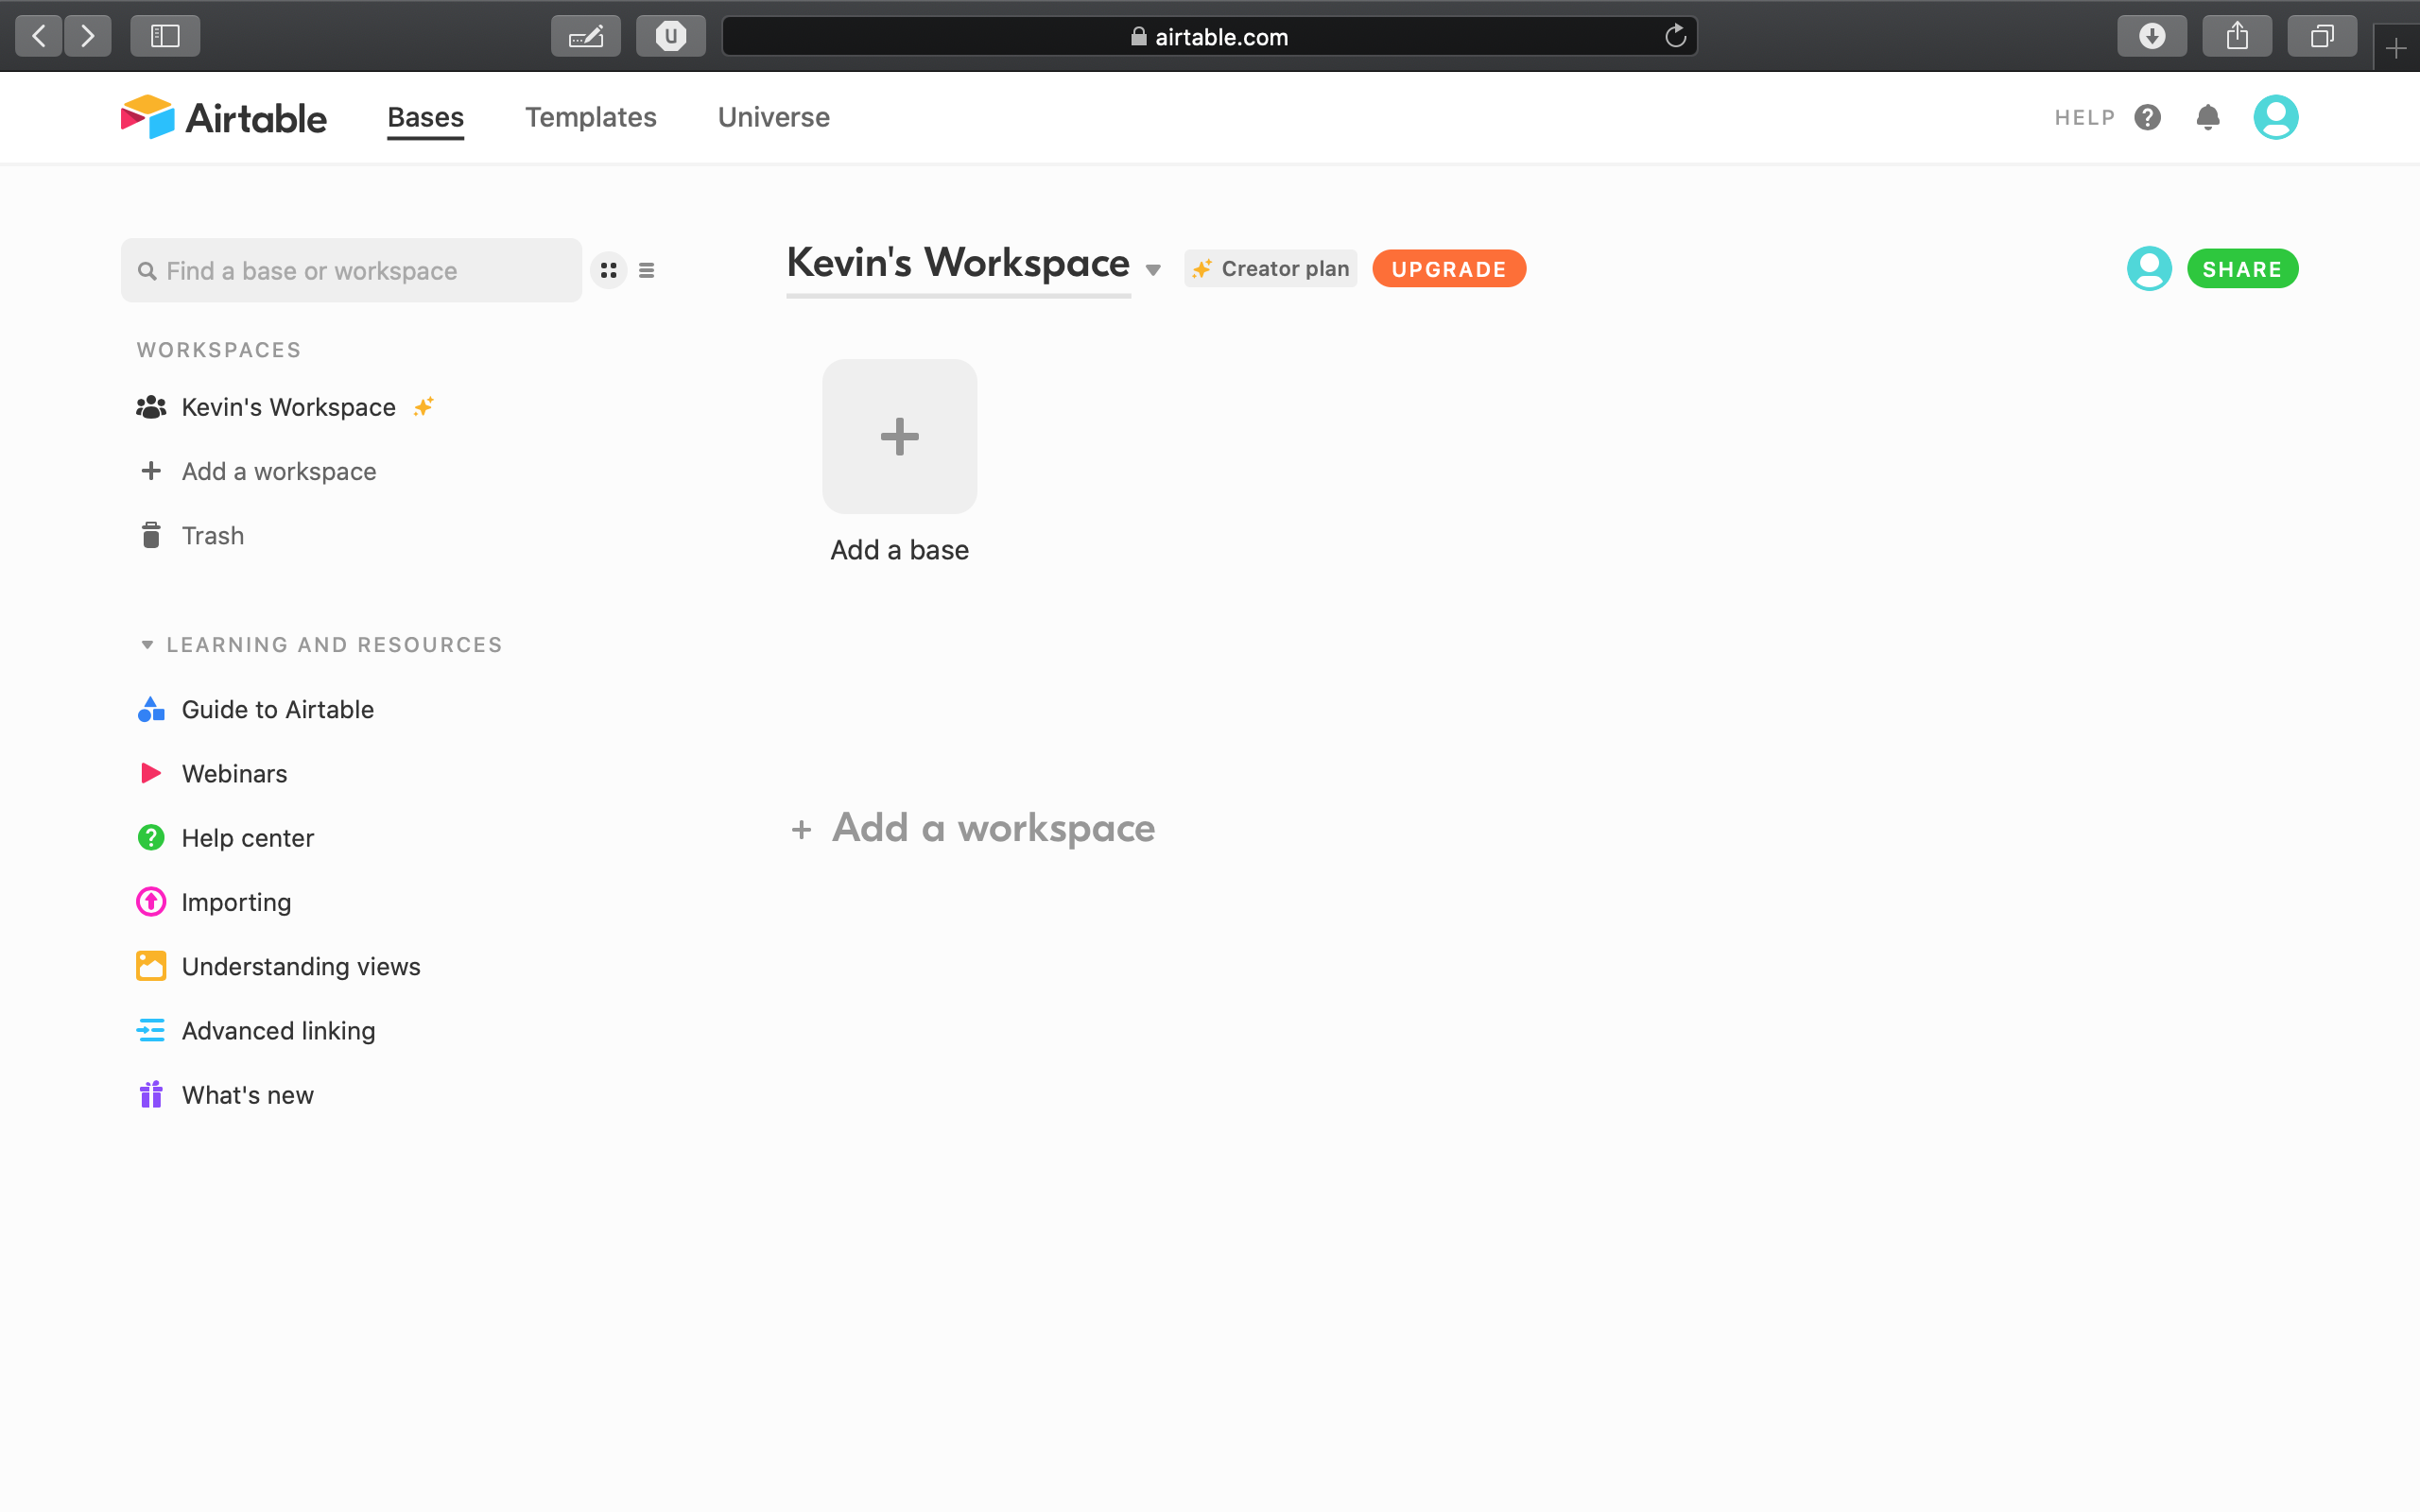 airtable.com
Airtable
Bases
Templates
Universe
HELP
Find a base or workspace
WORKSPACES
Kevin's Workspace
Add a workspace
Trash
LEARNING AND RESOURCES
Guide to Airtable
Webinars
Help center
Importing
Understanding views
Advanced linking
What's new
Kevin's Workspace
Creator plan
UPGRADE
SHARE
Add a base
Add a workspace